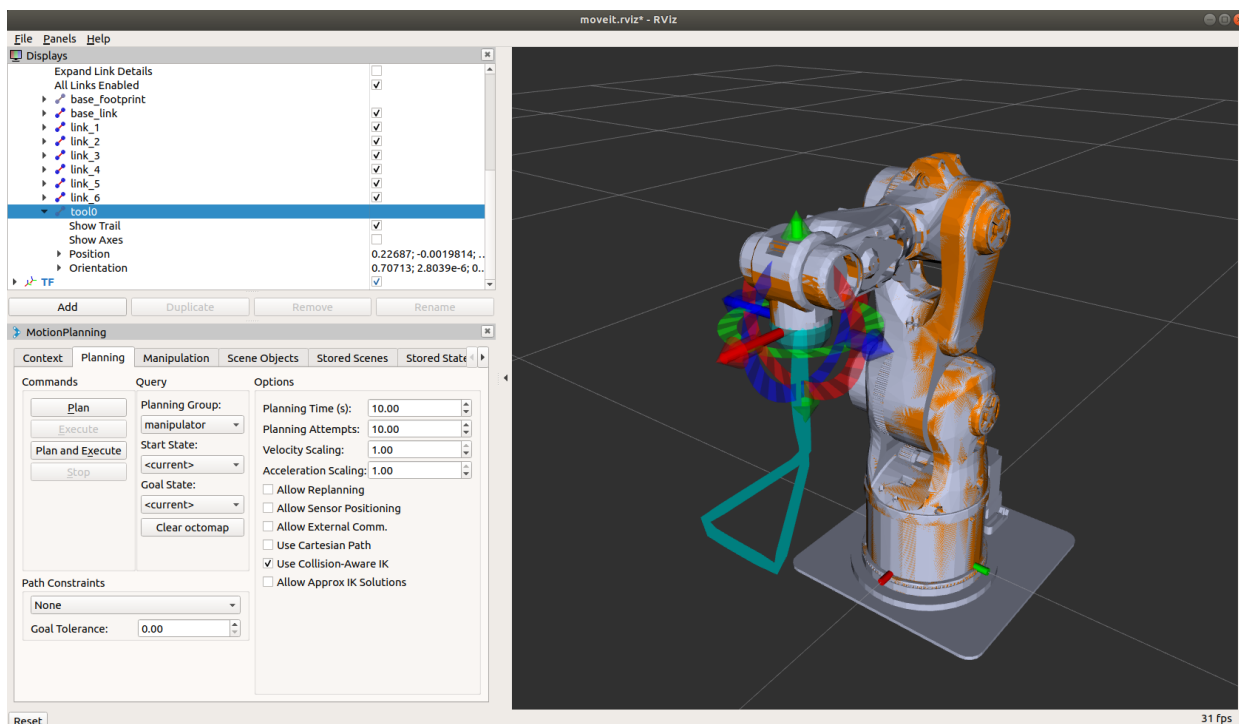 moveit.rviz* - RViz
File Panels Help
Displays
Expand Link Details
All Links Enabled
base_footprint
base_link
link_1
link_2
link_3
link_4
link_5
link_6
tool0
Show Trail
Show Axes
Position 0.22687; -0.0019814; ..
Orientation 0.70713; 2.8039e-6; 0..
TF
Add Duplicate Remove Rename
MotionPlanning
Context Planning Manipulation Scene Objects Stored Scenes Stored State
Commands Query Options
Plan Planning Group: Planning Time (s): 10.00
Execute manipulator Planning Attempts: 10.00
Plan and Execute Start State: Velocity Scaling: 1.00
Stop <current> Acceleration Scaling: 1.00
Goal State: Allow Replanning
<current> Allow Sensor Positioning
Clear octomap Allow External Comm.
Use Cartesian Path
Use Collision-Aware IK
Path Constraints Allow Approx IK Solutions
None
Goal Tolerance: 0.00
Reset 31 fps